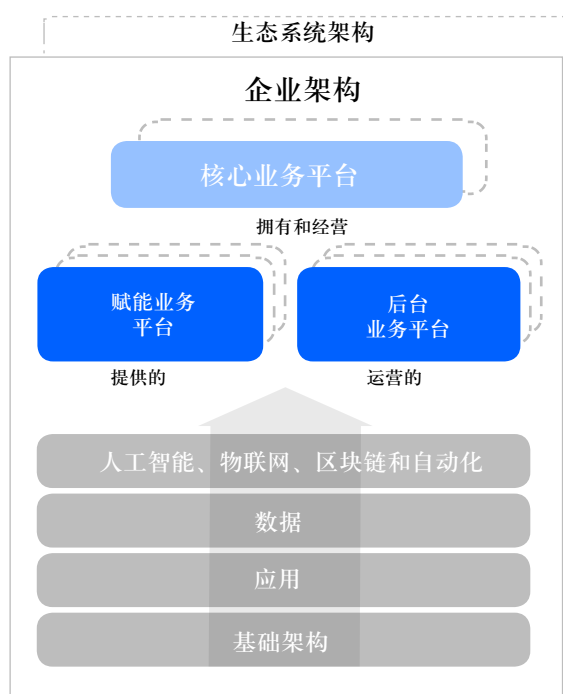 生态系统架构
企业架构
核心业务平台
拥有和经营
赋能业务
平台
提供的
后台
业务平台
运营的
人工智能、物联网、区块链和自动化
数据
应用
基础架构